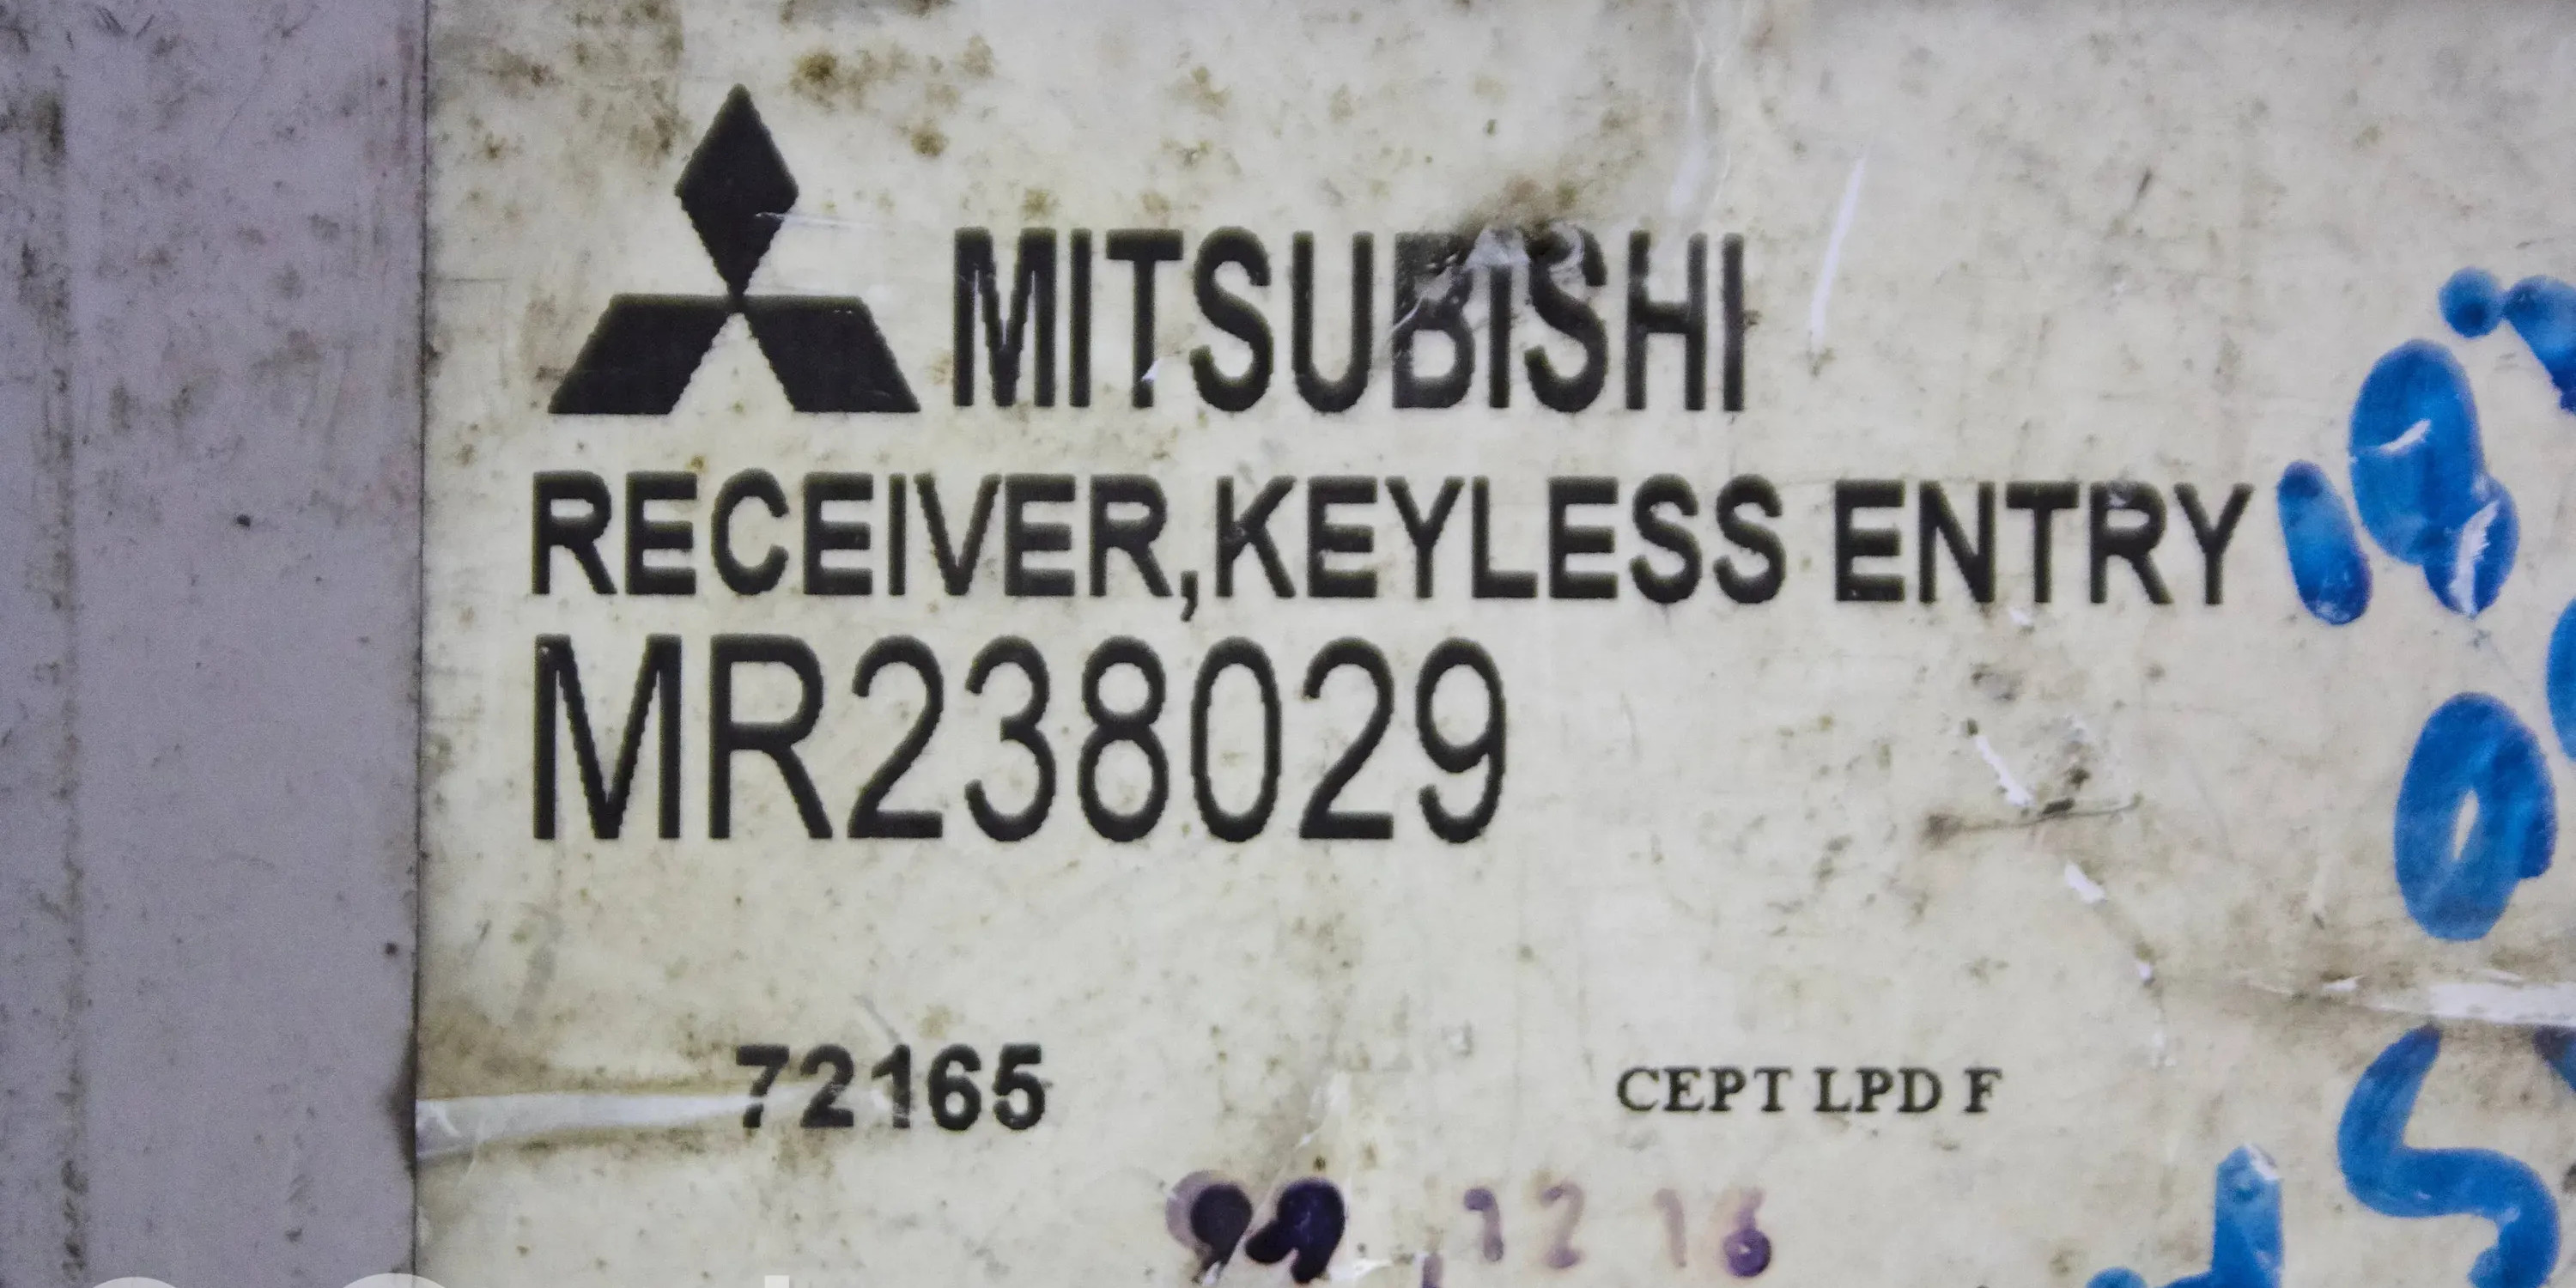 MITSUBISHI
RECEIVER,KEYLESS ENTRY
MR238029
72165 CEPT LPD F